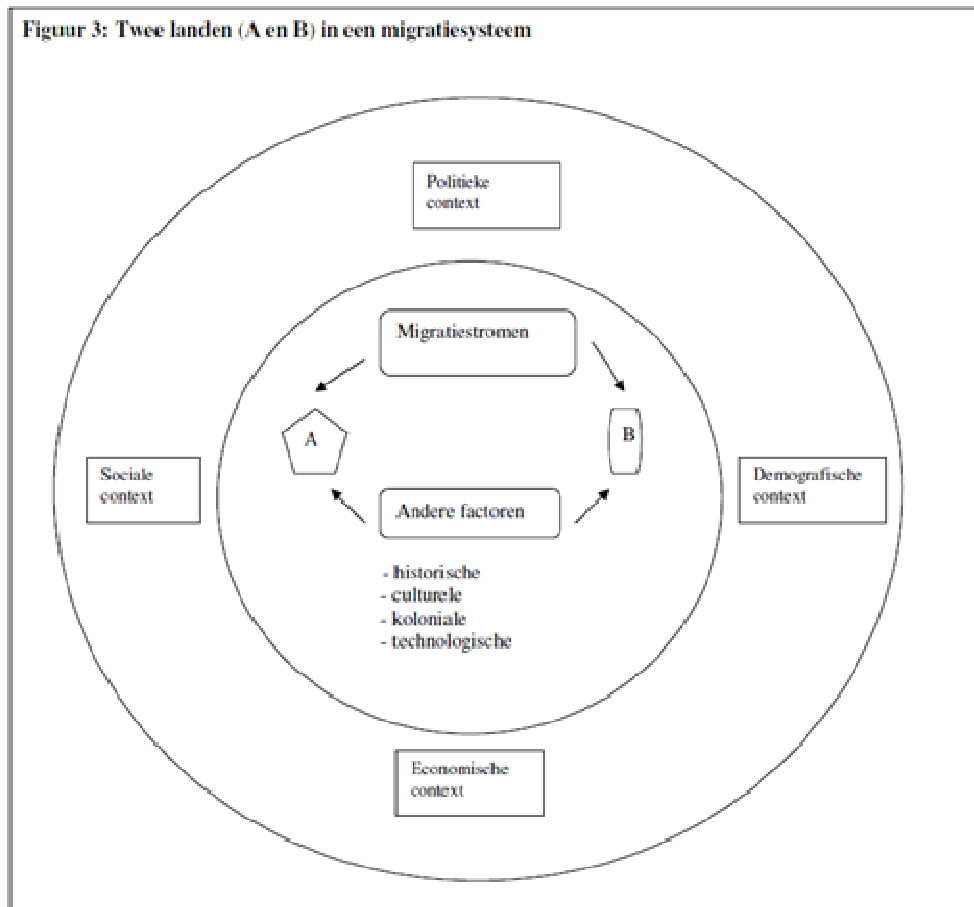 Figuur 3: Twee landen (A en B) in een migratiesysteem
Politieke
context
Migratiestromen
A
B
Sociale
context
Demografische
context
Andere factoren
- historische
- culturele
- koloniale
- technologische
Economische
context